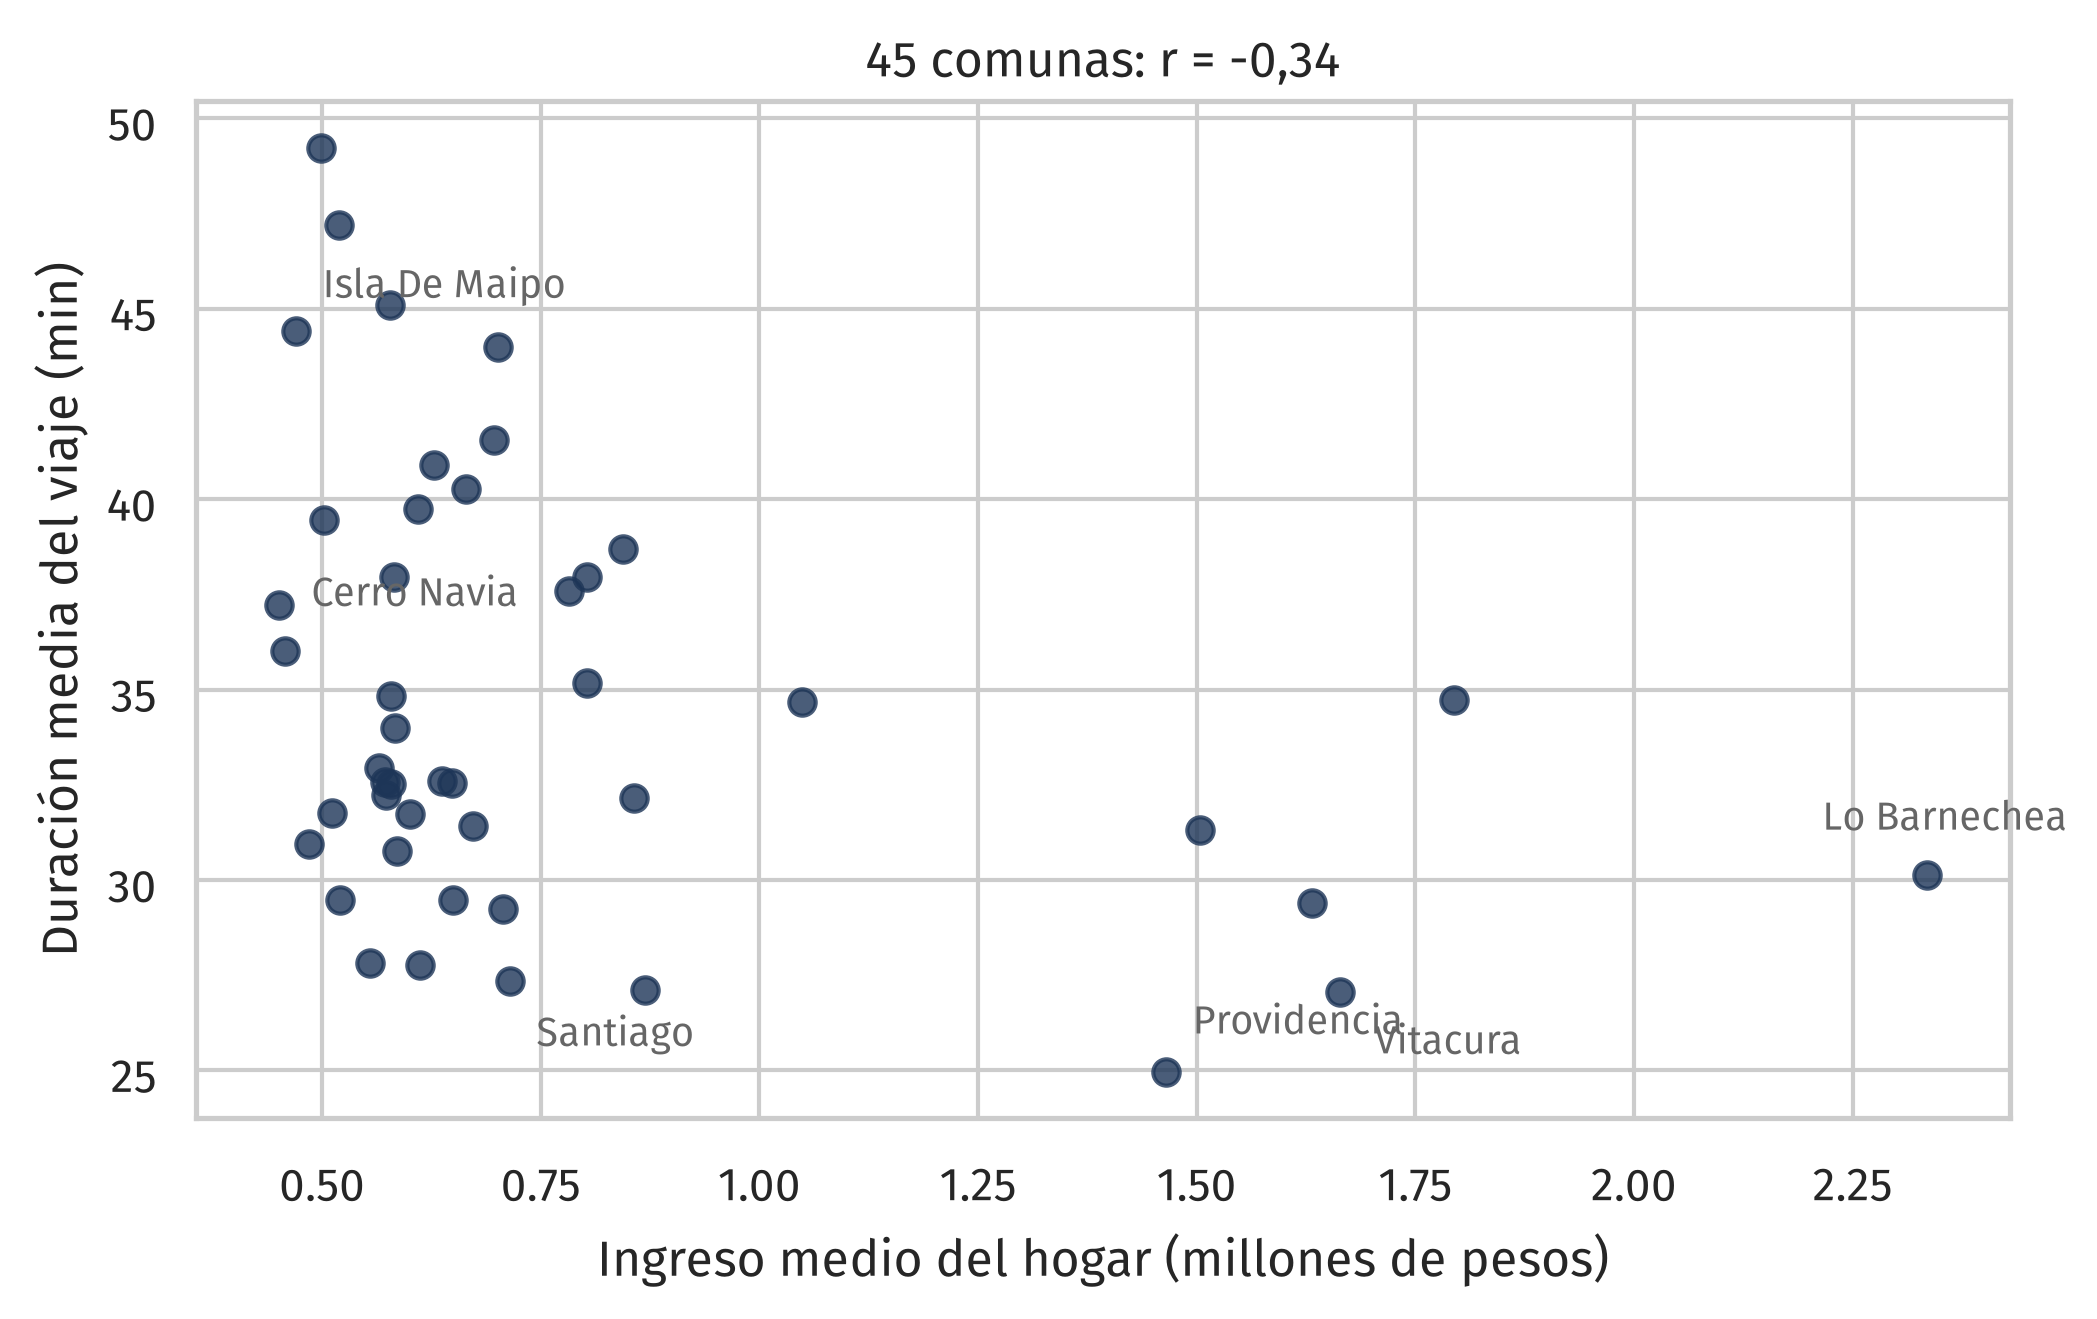 45 comunas: r = -0,34
50
45
40
35
30
25
Duración media del viaje (min)
Isla De Maipo
Cerro Navia
Lo Barnechea
Providencia
Vitacura
Santiago
0.50 0.75 1.00 1.25 1.50 1.75 2.00 2.25
Ingreso medio del hogar (millones de pesos)